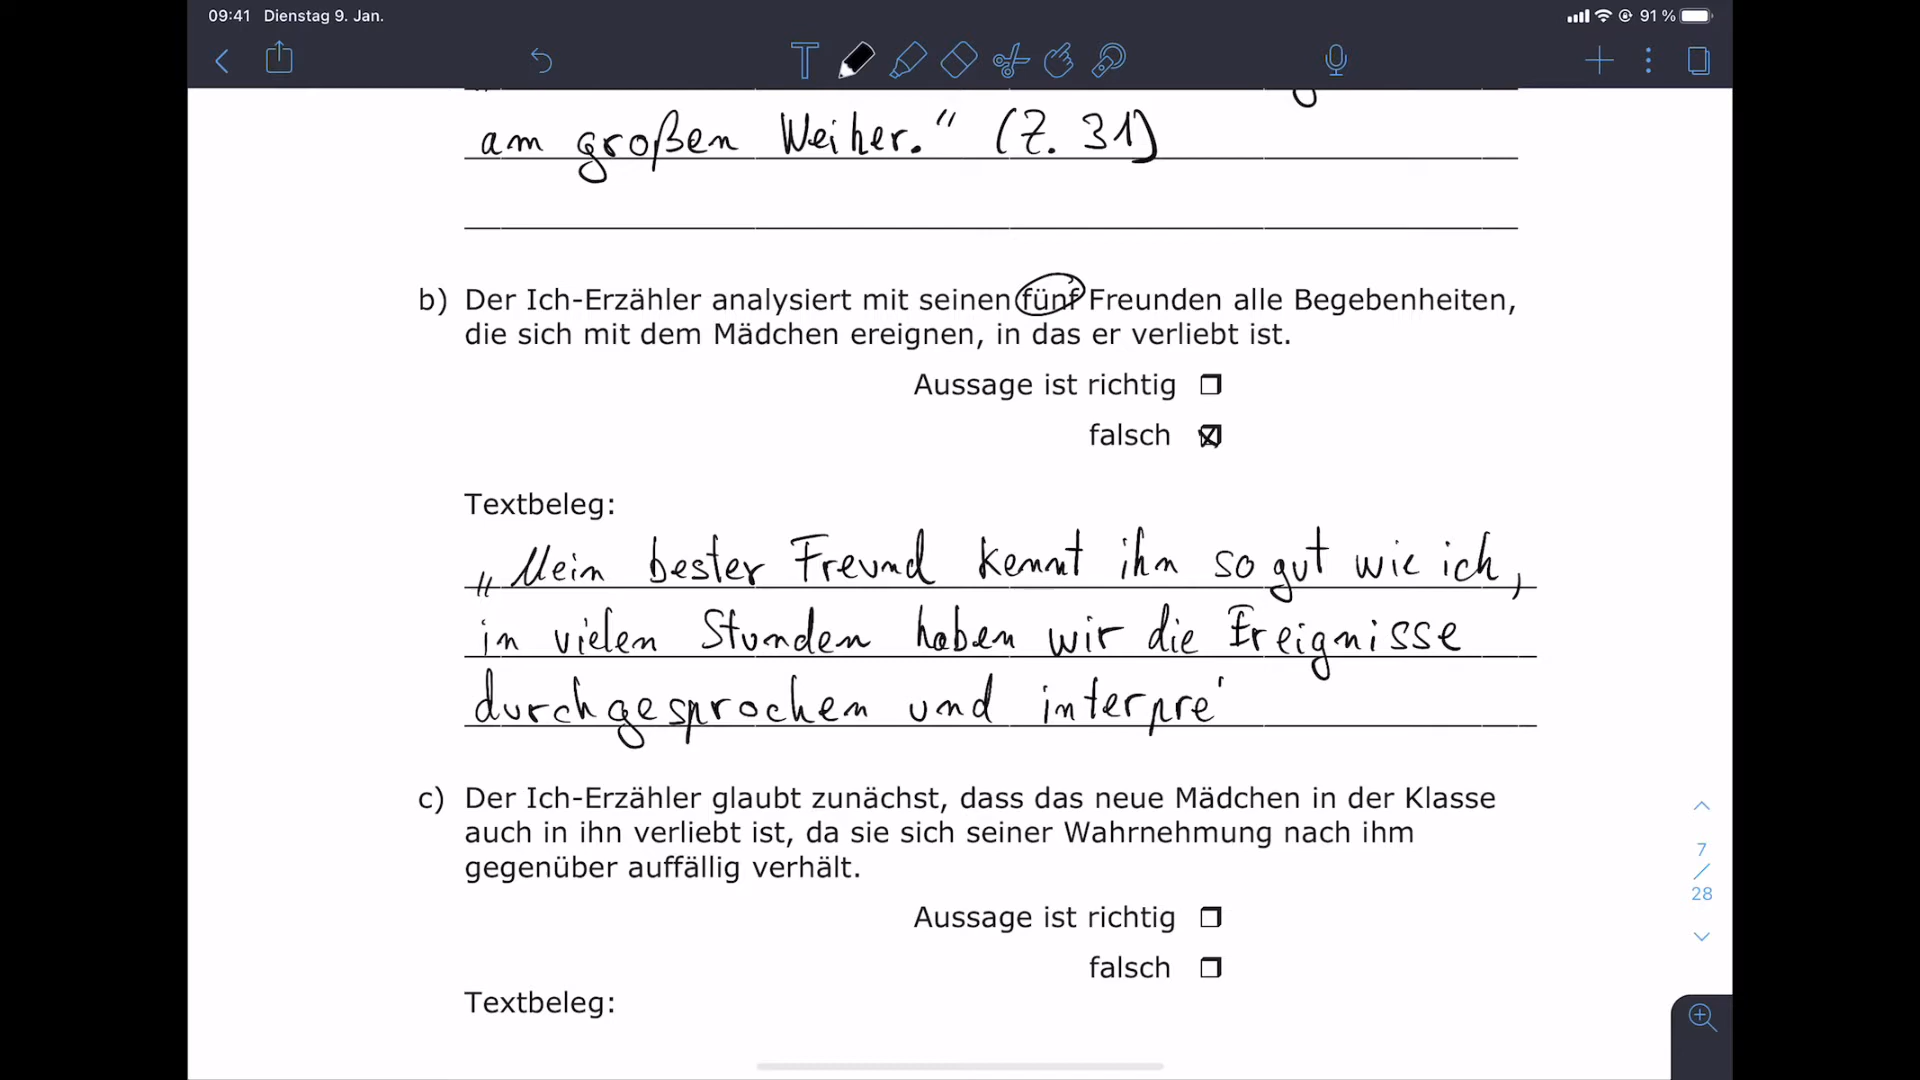 09:41 Dienstag 9. Jan.
91 %
am großen Weiher.“ (Z. 31)
b) Der Ich-Erzähler analysiert mit seinen fünf Freunden alle Begebenheiten,
die sich mit dem Mädchen ereignen, in das er verliebt ist.
Aussage ist richtig
falsch
Textbeleg:
„Mein bester Freund kennt ihn so gut wie ich,
in vielen Stunden haben wir die Ereignisse
durchgesprochen und interpre
c) Der Ich-Erzähler glaubt zunächst, dass das neue Mädchen in der Klasse
auch in ihn verliebt ist, da sie sich seiner Wahrnehmung nach ihm
gegenüber auffällig verhält.
Aussage ist richtig
falsch
Textbeleg:
7
/
28